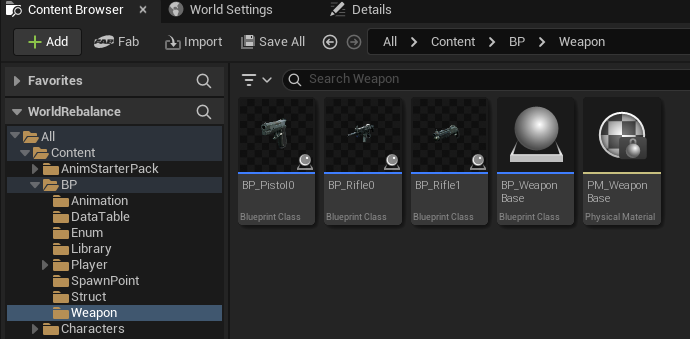 Content Browser
World Settings
Details
Add
Fab
Import
Save All
All
Content
BP
Weapon
Favorites
Search Weapon
WorldRebalance
All
Content
AnimStarterPack
BP
Animation
DataTable
Enum
Library
Player
SpawnPoint
Struct
Weapon
Characters
BP_Pistol0
Blueprint Class
BP_Rifle0
Blueprint Class
BP_Rifle1
Blueprint Class
BP_Weapon
Base
Blueprint Class
PM_Weapon
Base
Physical Material